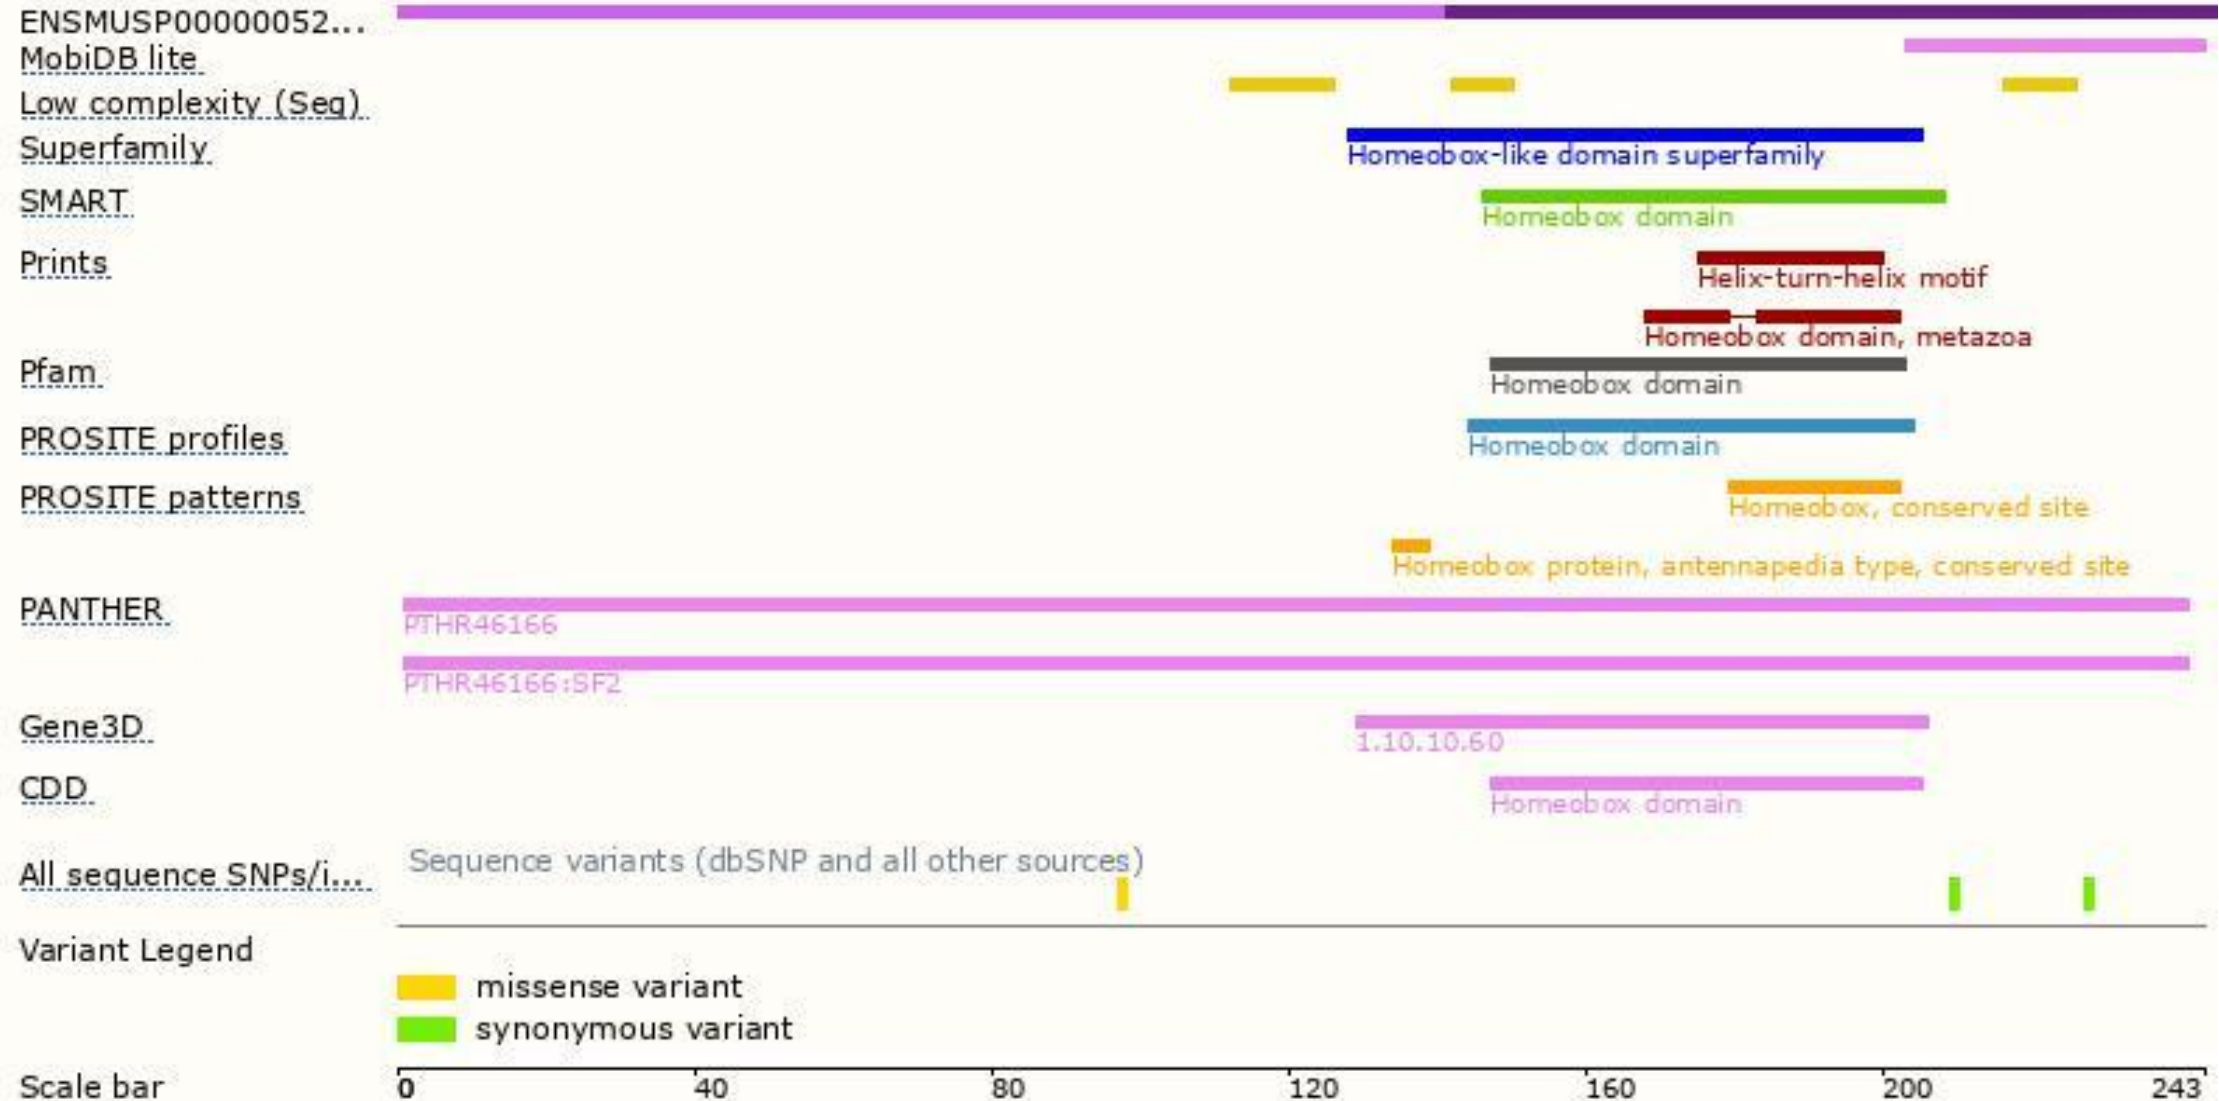 ENSMUSP00000052...
MobiDB lite
Low complexity (Seg)
Superfamily
Homeobox-like domain superfamily
SMART
Homeobox domain
Prints
Helix-turn-helix motif
Homeobox domain, metazoa
Pfam
Homeobox domain
PROSITE profiles
Homeobox domain
PROSITE patterns
Homeobox, conserved site
Homeobox protein, antennapedia type, conserved site
PANTHER
PTHR46166
PTHR46166:SF2
Gene3D
1.10.10.60
CDD
Homeobox domain
Sequence variants (dbSNP and all other sources)
All sequence SNPs/i...
Variant Legend
missense variant
synonymous variant
Scale bar 0 40 80 120 160 200 243